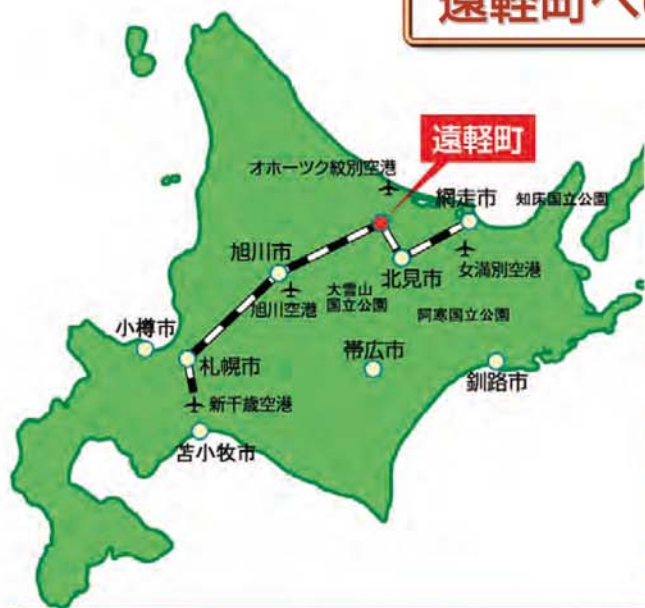 遠軽町へ
遠軽町
オホーツク紋別空港
網走市
知床国立公園
旭川市
北見市
女満別空港
旭川空港
大雪山
国立公園
阿寒国立公園
小樽市
札幌市
帯広市
釧路市
新千歳空港
苫小牧市